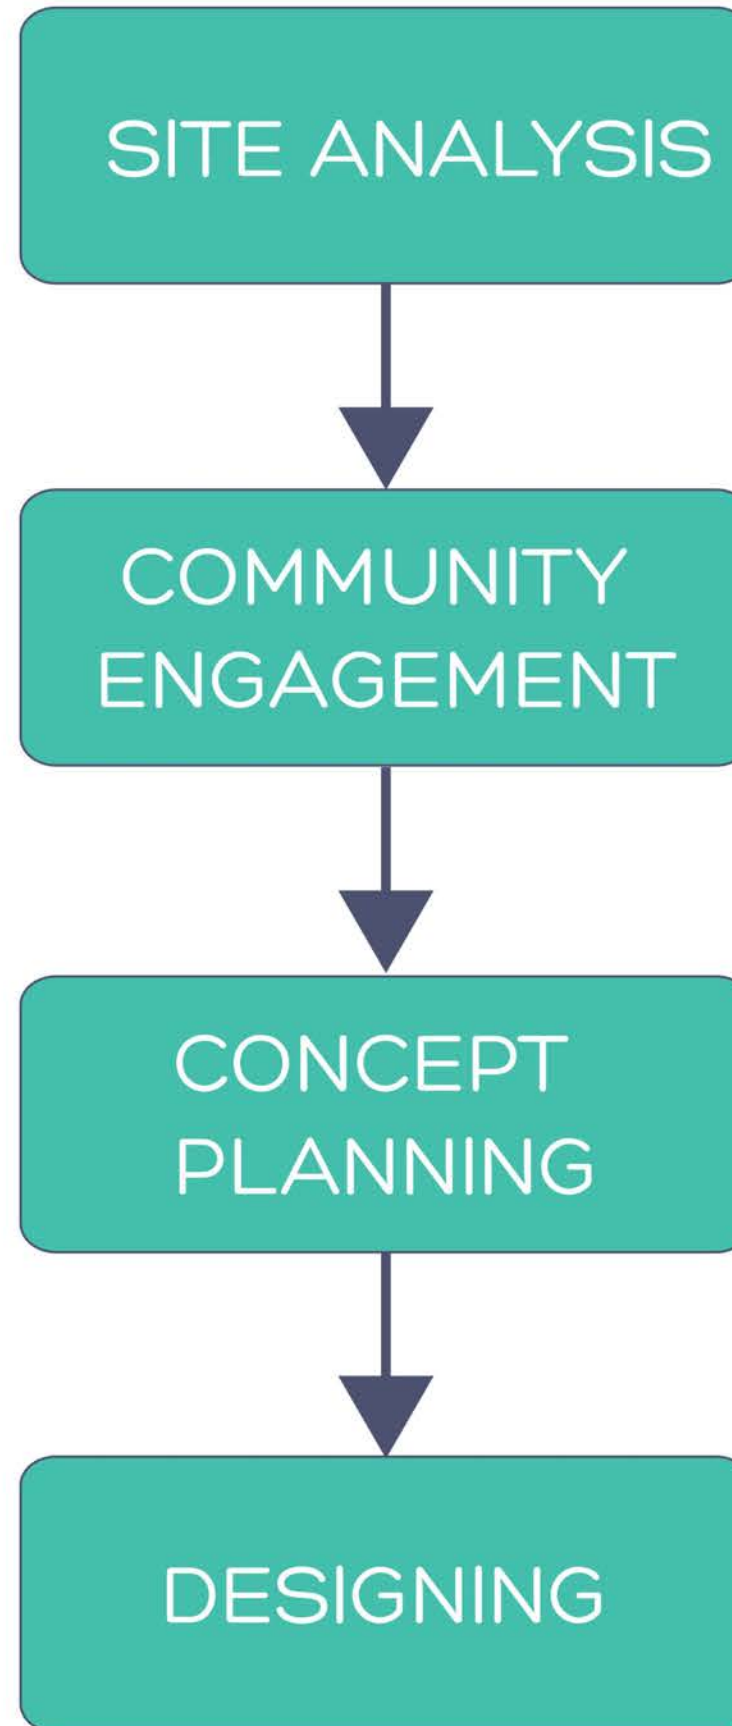 SITE ANALYSIS
COMMUNITY
ENGAGEMENT
CONCEPT
PLANNING
DESIGNING